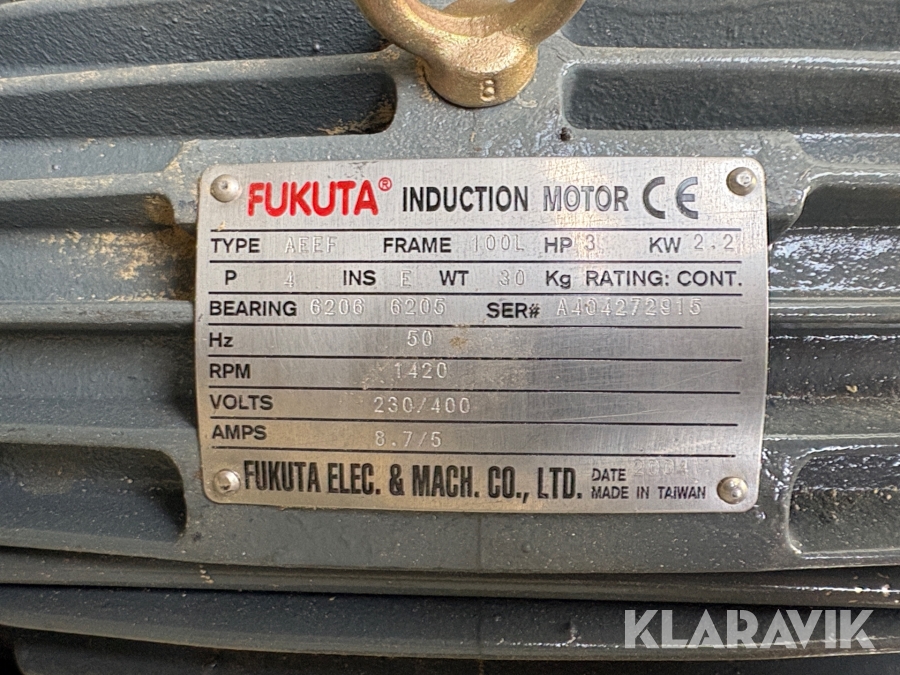 8
FUKUTA® INDUCTION MOTOR CE
TYPE AEEF FRAME 100L HP 3 KW 2.2
P 4 INS E WT 30 Kg RATING: CONT.
BEARING 6206 6205 SER# A404272915
Hz 50
RPM 1420
VOLTS 230/400
AMPS 8.7/5
FUKUTA ELEC. & MACH. CO., LTD. DATE
MADE IN TAIWAN
KLARAVIK